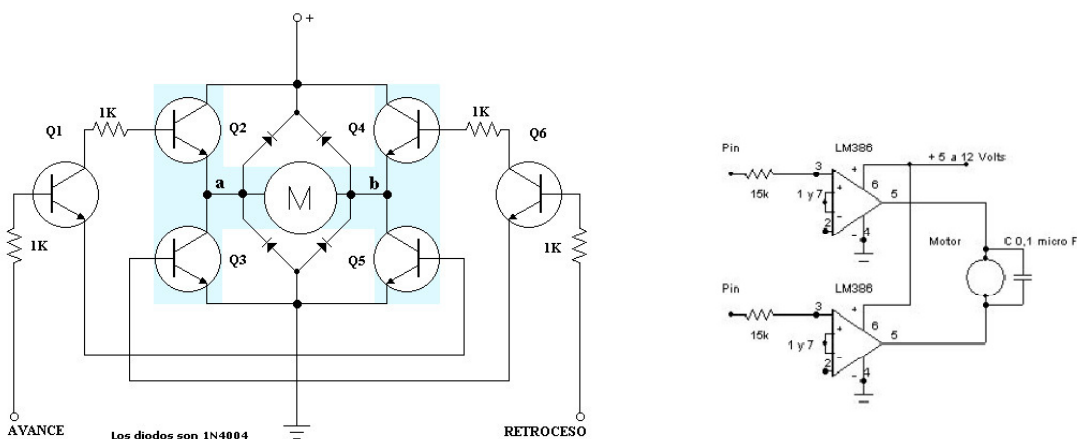 +
1K
Q1
Q2
Q4
1K
Q6
a
M
b
1K
Q3
Q5
1K
AVANCE
Los diodos son 1N4004
RETROCESO
Pin
LM386
+ 5 a 12 Volts
15k
3
+
+
1 y 7
-
2
-
6
5
4
Motor
C 0,1 micro F
Pin
LM386
15k
3
+
+
1 y 7
-
2
-
6
5
4